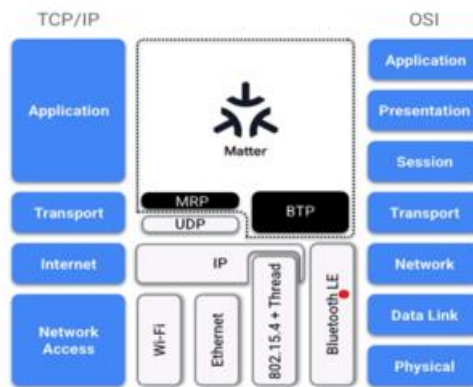 TCP/IP
OSI
Application
Application
Presentation
Session
Matter
MRP
UDP
BTP
Transport
Transport
Internet
IP
Network
Network
Access
Wi-Fi
Ethernet
802.15.4 + Thread
Bluetooth LE
Data Link
Physical